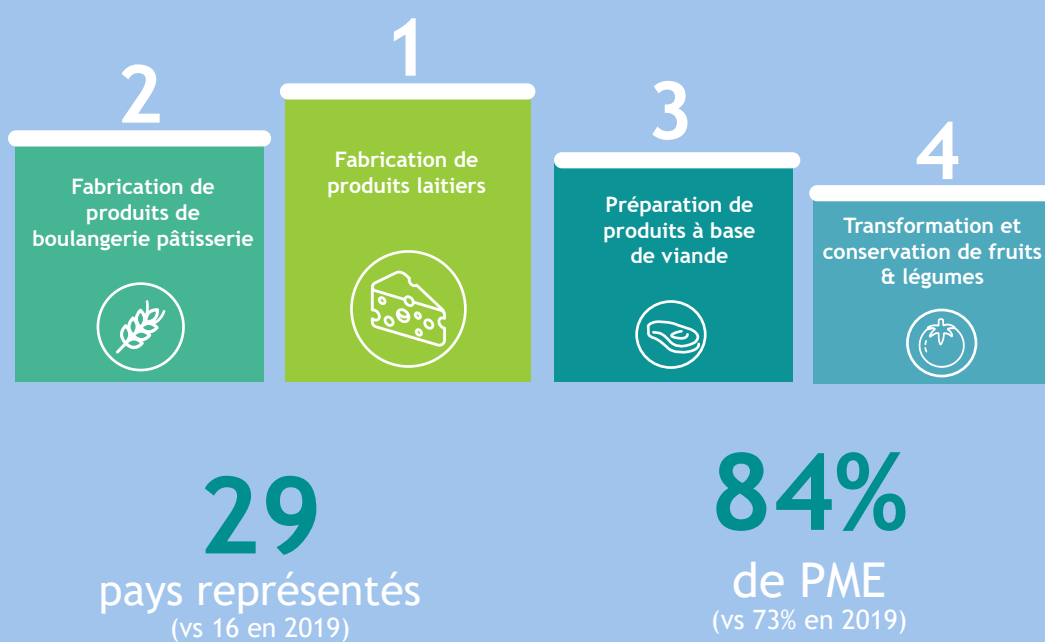 2
Fabrication de
produits de
boulangerie pâtisserie
1
Fabrication de
produits laitiers
3
Préparation de
produits à base
de viande
4
Transformation et
conservation de fruits
& légumes
29
pays représentés
(vs 16 en 2019)
84%
de PME
(vs 73% en 2019)